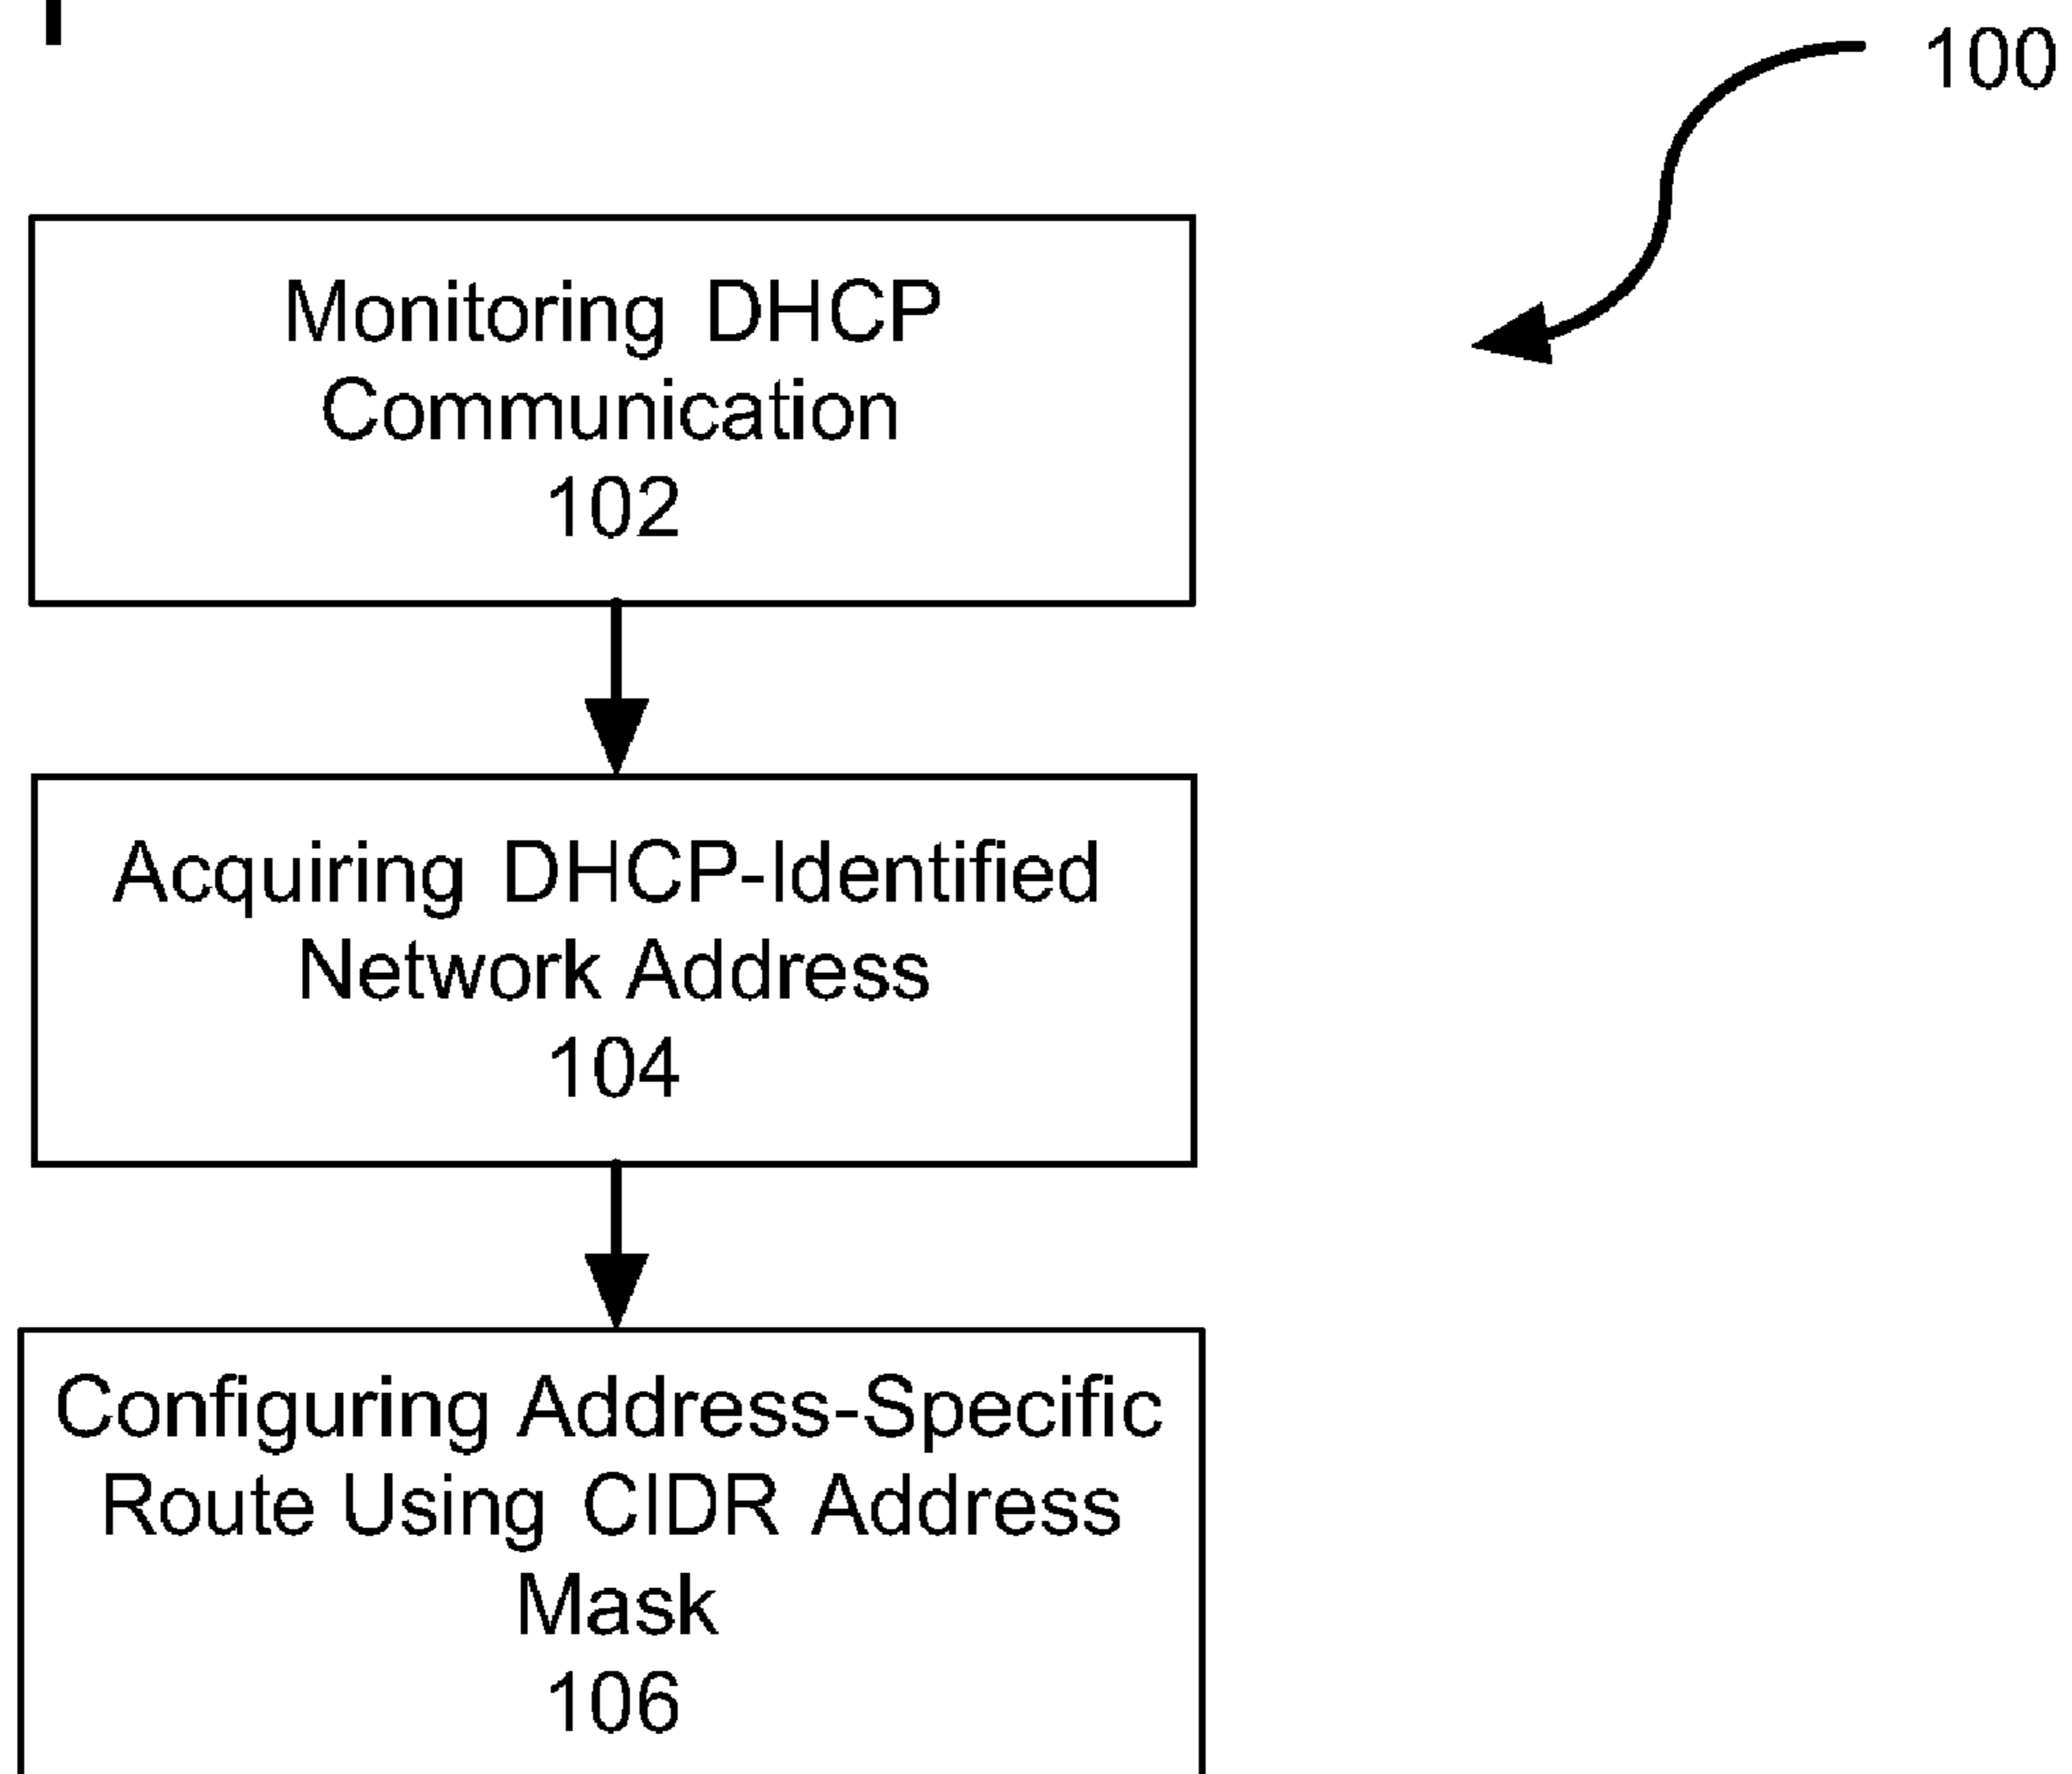 100
Monitoring DHCP
Communication
102
Acquiring DHCP-Identified
Network Address
104
Configuring Address-Specific
Route Using CIDR Address
Mask
106